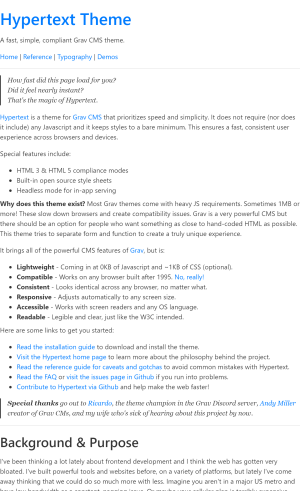 Hypertext Theme
A fast, simple, compliant Grav CMS theme.
Home | Reference | Typography | Demos
How fast did this page load for you?
Did it feel nearly instant?
That's the magic of Hypertext.
Hypertext is a theme for Grav CMS that prioritizes speed and simplicity. It does not require (nor does
it include) any Javascript and it keeps styles to a bare minimum. This ensures a fast, consistent user
experience across browsers and devices.
Special features include:
HTML 3 & HTML 5 compliance modes
Built-in open source style sheets
Headless mode for in-app serving
Why does this theme exist? Most Grav themes come with heavy JS requirements. Sometimes 1MB or
more! These slow down browsers and create compatibility issues. Grav is a very powerful CMS but
there should be an option for people who want something as close to hand-coded HTML as possible.
This theme tries to separate form and function to create a truly unique experience.
It brings all of the powerful CMS features of Grav, but is:
Lightweight - Coming in at 0KB of Javascript and ~1KB of CSS (optional).
Compatible - Works on any browser built after 1995. No, really!
Consistent - Looks identical across any browser, no matter what.
Responsive - Adjusts automatically to any screen size.
Accessible - Works with screen readers and any OS language.
Readable - Legible and clear, just like the W3C intended.
Here are some links to get you started:
Read the installation guide to download and install the theme.
Visit the Hypertext home page to learn more about the philosophy behind the project.
Read the reference guide for caveats and gotchas to avoid common mistakes with Hypertext.
Read the FAQ or visit the issues page in Github if you run into problems.
Contribute to Hypertext via Github and help make the web faster!
Special thanks go out to Ricardo, the theme champion in the Grav Discord server, Andy Miller
creator of Grav CMS, and my wife who's sick of hearing about this project by now.
Background & Purpose
I've been thinking a lot lately about frontend development and I think the web has gotten very
bloated. I've built powerful tools and websites before, on a variety of platforms, but lately I've come
away thinking that we could do so much more with less. Imagine you aren't in a major US metro and